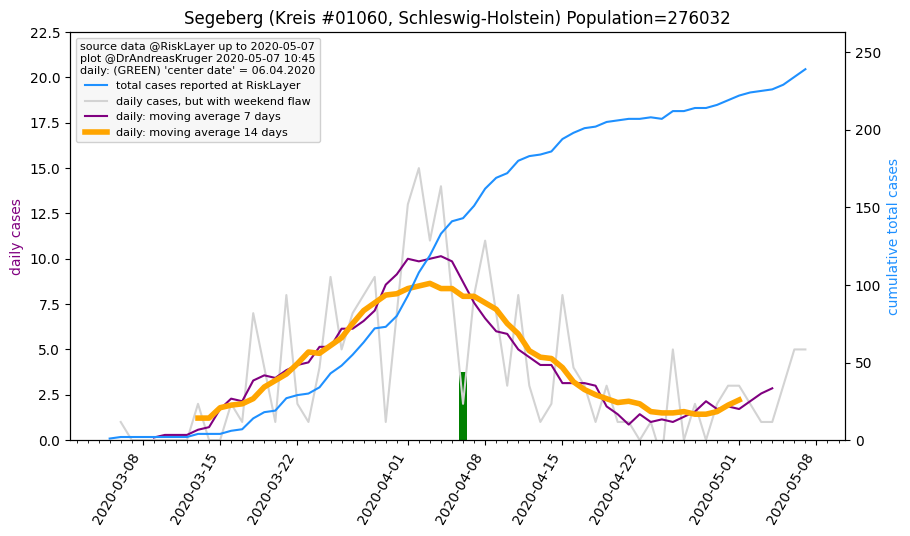 Segeberg (Kreis #01060, Schleswig-Holstein) Population=276032
source data @RiskLayer up to 2020-05-07
plot @DrAndreasKruger 2020-05-07 10:45
daily: (GREEN) 'center date' = 06.04.2020
total cases reported at RiskLayer
daily cases, but with weekend flaw
daily: moving average 7 days
daily: moving average 14 days
daily cases
22.5
20.0
17.5
15.0
12.5
10.0
7.5
5.0
2.5
0.0
cumulative total cases
250
200
150
100
50
0
2020-03-08
2020-03-15
2020-03-22
2020-04-01
2020-04-08
2020-04-15
2020-04-22
2020-05-01
2020-05-08